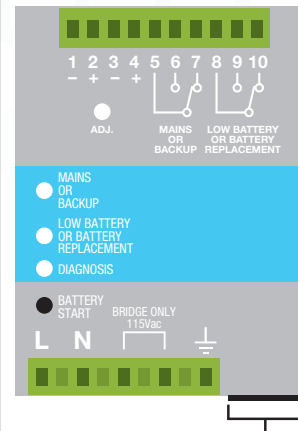 1 2 3 4 5 6 7 8 9 10
– + – +
ADJ.
MAINS
OR
BACKUP
LOW BATTERY
OR BATTERY
REPLACEMENT
MAINS
OR
BACKUP
LOW BATTERY
OR BATTERY
REPLACEMENT
DIAGNOSIS
BATTERY
START
BRIDGE ONLY
115Vac
L N